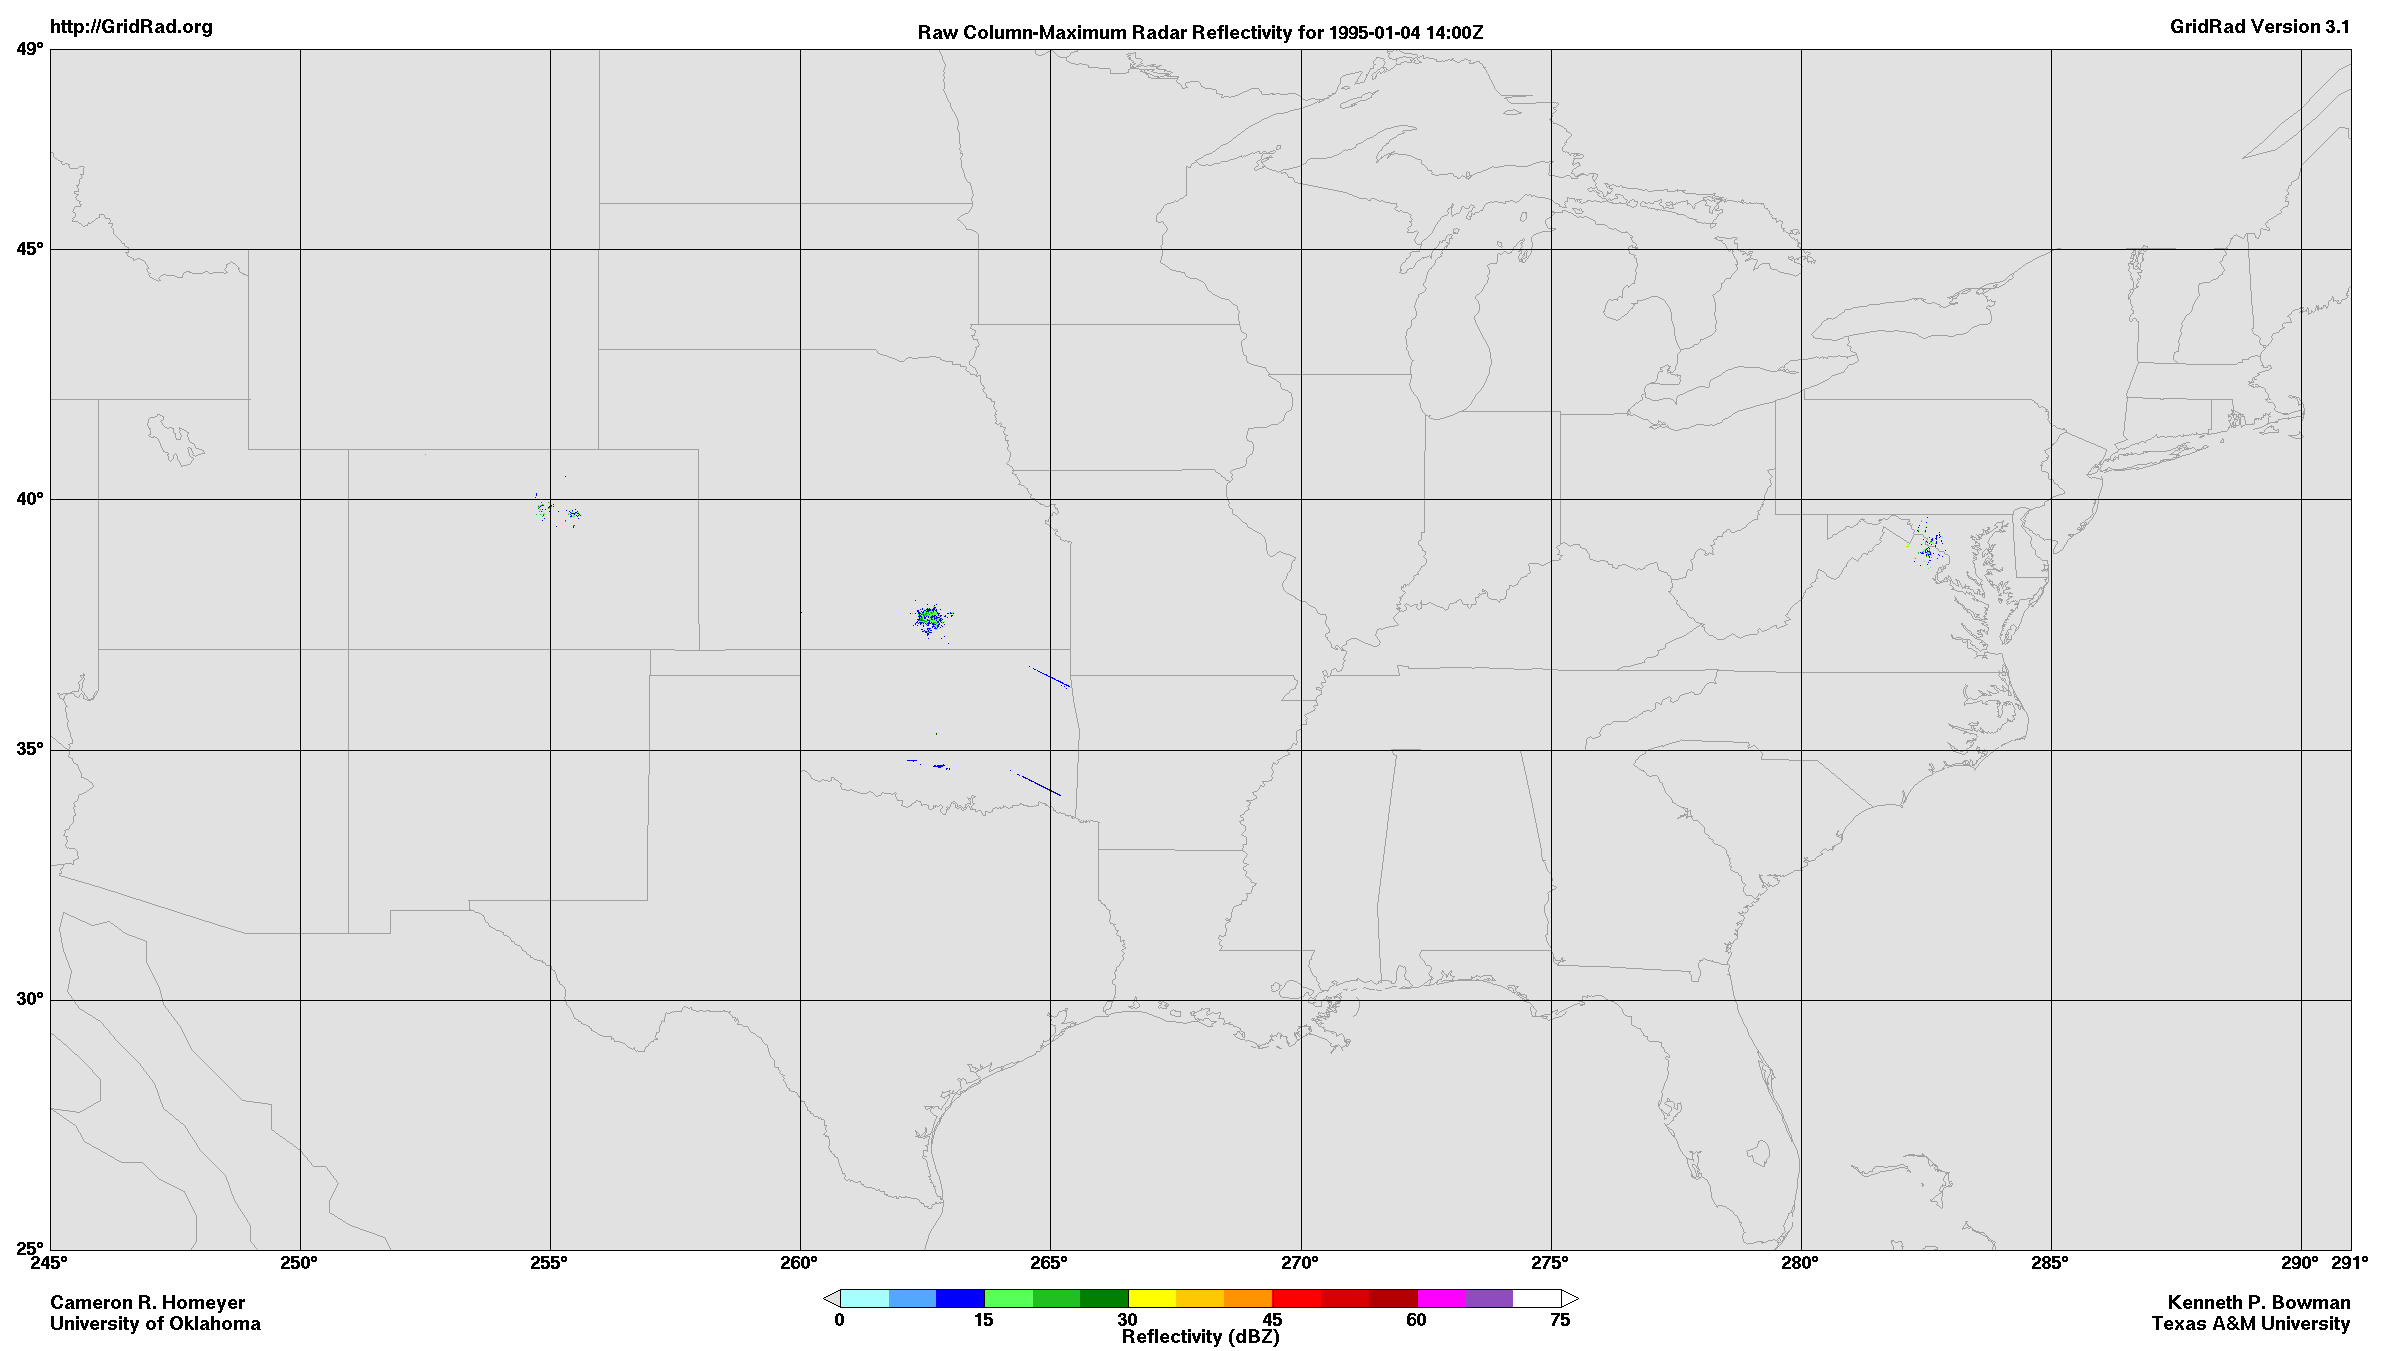 http://GridRad.org
Raw Column-Maximum Radar Reflectivity for 1995-01-04 14:00Z
GridRad Version 3.1
49°
45°
40°
35°
30°
25°
245° 250° 255° 260° 265° 270° 275° 280° 285° 290° 291°
Cameron R. Homeyer
University of Oklahoma
0 15 30 45 60 75
Reflectivity (dBZ)
Kenneth P. Bowman
Texas A&M University